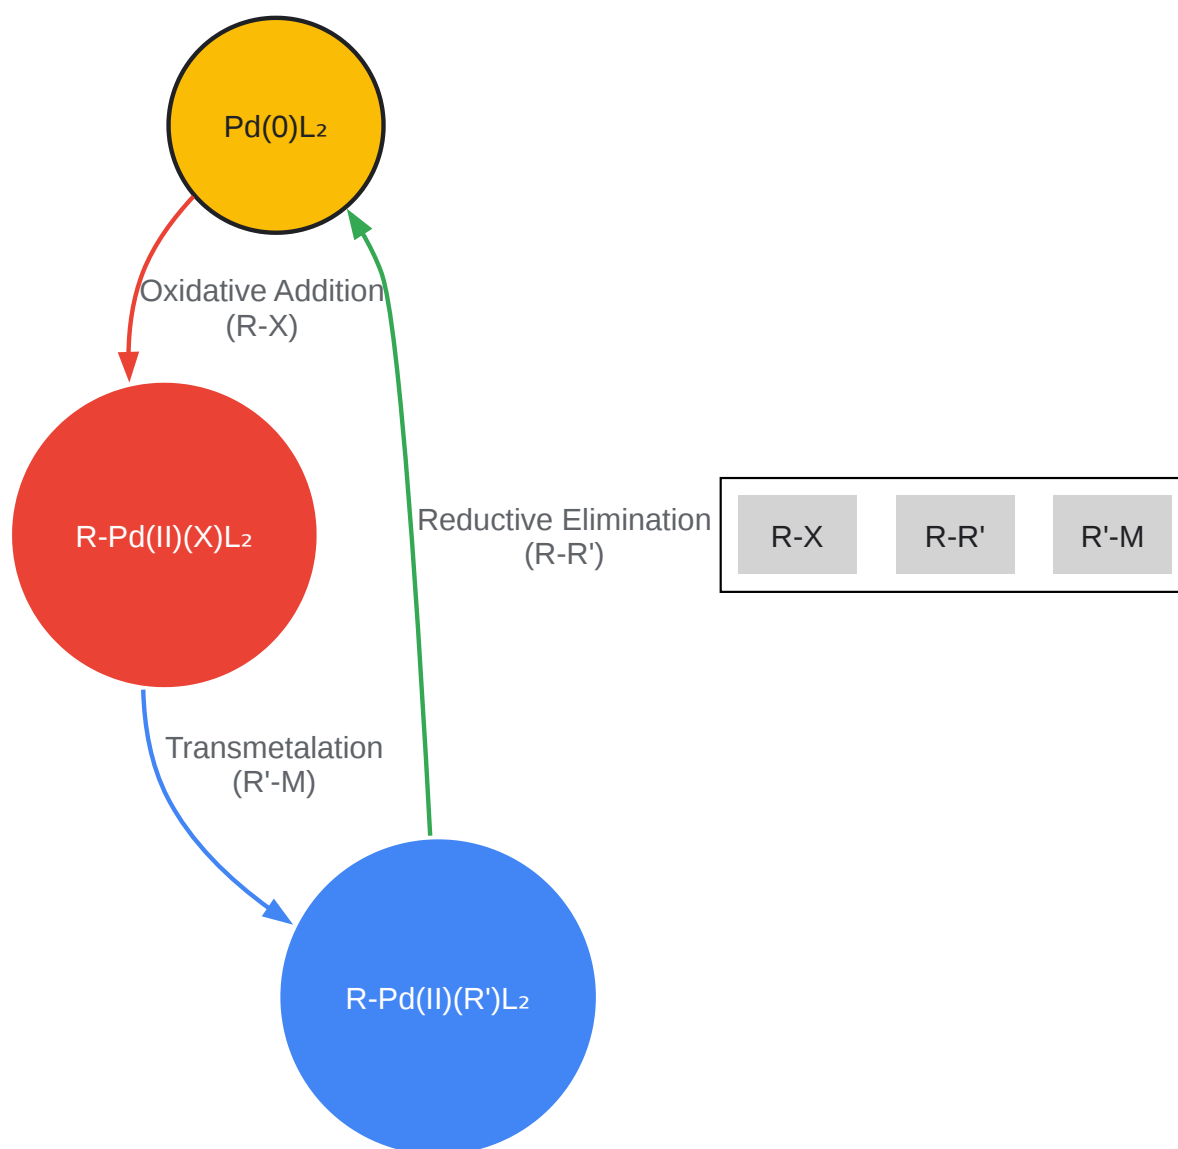 Pd(0)L₂
Oxidative Addition
(R-X)
R-Pd(II)(X)L₂
Reductive Elimination
(R-R')
R-X
R-R'
R'-M
Transmetalation
(R'-M)
R-Pd(II)(R')L₂